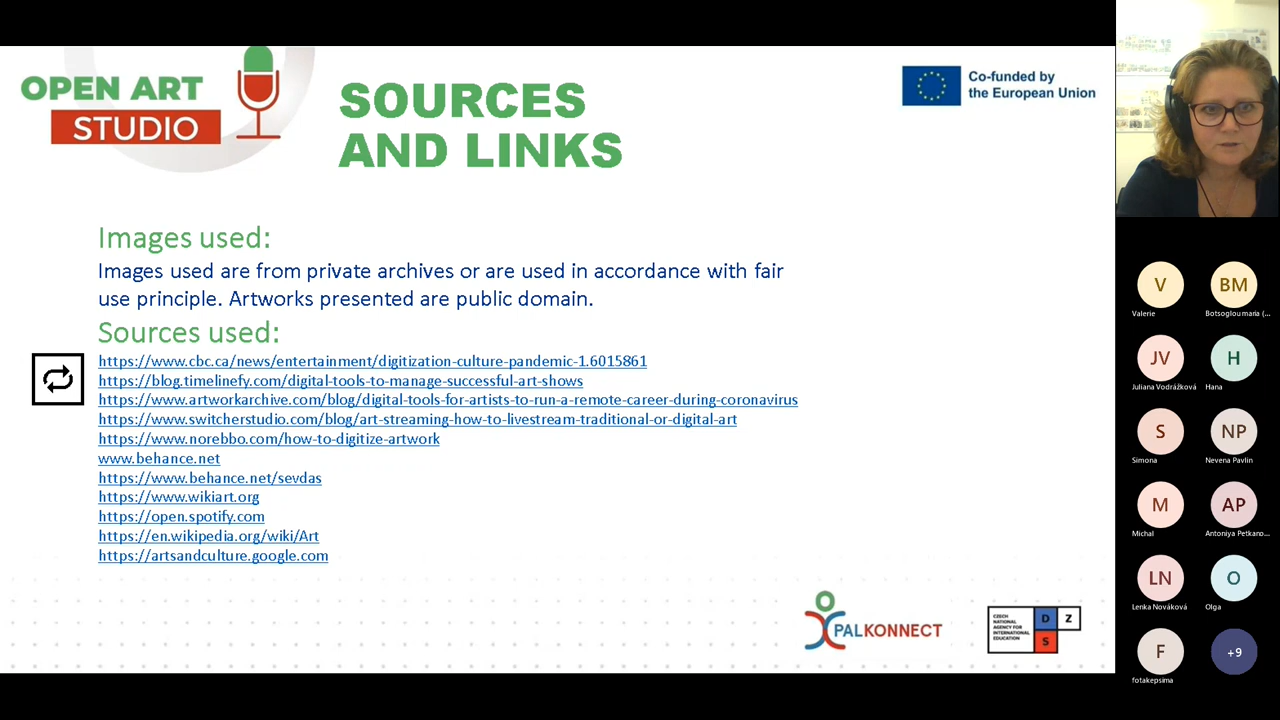 OPEN ART
STUDIO
SOURCES
AND LINKS
Co-funded by
the European Union
Images used:
Images used are from private archives or are used in accordance with fair
use principle. Artworks presented are public domain.
Sources used:
https://www.cbc.ca/news/entertainment/digitization-culture-pandemic-1.6015861
https://blog.timelinefy.com/digital-tools-to-manage-successful-art-shows
https://www.artworkarchive.com/blog/digital-tools-for-artists-to-run-a-remote-career-during-coronavirus
https://www.switcherstudio.com/blog/art-streaming-how-to-livestream-traditional-or-digital-art
https://www.norebbo.com/how-to-digitize-artwork
www.behance.net
https://www.behance.net/sevdas
https://www.wikiart.org
https://open.spotify.com
https://en.wikipedia.org/wiki/Art
https://artsandculture.google.com
PALKONNECT
CZECH
NATIONAL
AGENCY FOR
INTERNATIONAL
EDUCATION
D Z
S
V BM
Valerie Botsoglou maria (...
JV H
Juliana Vodrážková Hana
S NP
Simona Nevena Pavlin
M AP
Michal Antoniya Petkano...
LN O
Lenka Nováková Olga
F +9
fotakepsima